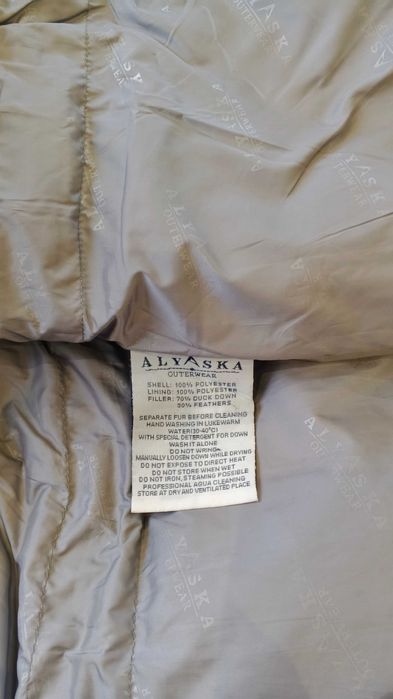 ALYASKA
OUTERWEAR
SHELL: 100% POLYESTER
LINING: 100% POLYESTER
FILLER: 70% DUCK DOWN
30% FEATHERS
SEPARATE FUR BEFORE CLEANING
HAND WASHING IN LUKEWARM
WATER(30-40°C)
WITH SPECIAL DETERGENT FOR DOWN
WASH IT ALONE
DO NOT WRING
MANUALLY LOOSEN DOWN WHILE DRYING
DO NOT EXPOSE TO DIRECT HEAT
DO NOT STORE WHEN WET
DO NOT IRON, STEAMING POSSIBLE
PROFESSIONAL AQUA CLEANING
STORE AT DRY AND VENTILATED PLACE